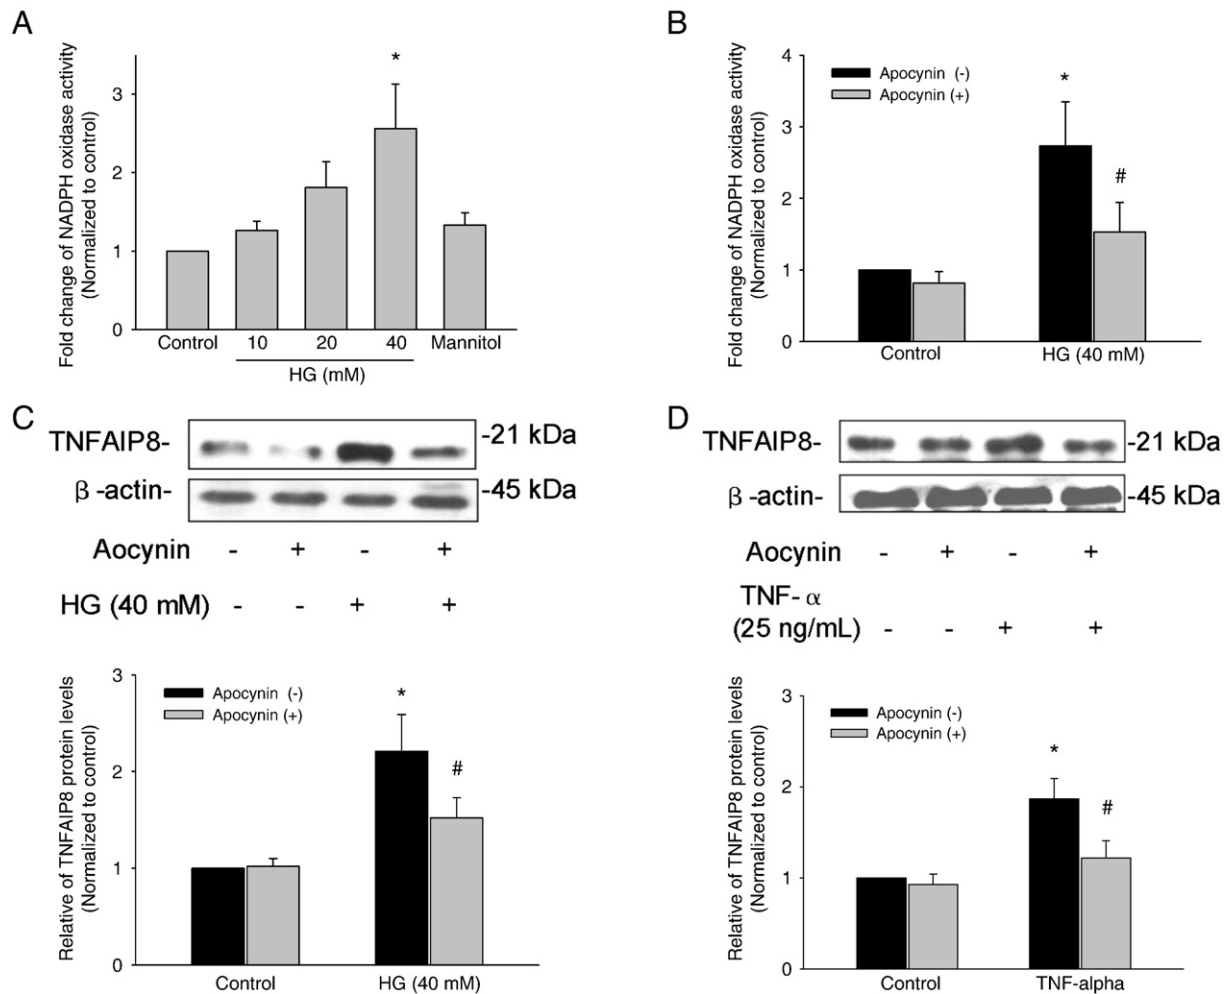 A
Fold change of NADPH oxidase activity
(Normalized to control)
3
2
1
0
*
Control 10 20 40 Mannitol
HG (mM)
B
Fold change of NADPH oxidase activity
(Normalized to control)
4
3
2
1
0
Apocynin (-)
Apocynin (+)
*
#
Control HG (40 mM)
C
TNFAIP8- -21 kDa
β -actin- -45 kDa
Aocynin - + - +
HG (40 mM) - - + +
Relative of TNFAIP8 protein levels
(Normalized to control)
3
2
1
0
Apocynin (-)
Apocynin (+)
*
#
Control HG (40 mM)
D
TNFAIP8- -21 kDa
β -actin- -45 kDa
Aocynin - + - +
TNF- α
(25 ng/mL) - - + +
Relative of TNFAIP8 protein levels
(Normalized to control)
3
2
1
0
Apocynin (-)
Apocynin (+)
*
#
Control TNF-alpha